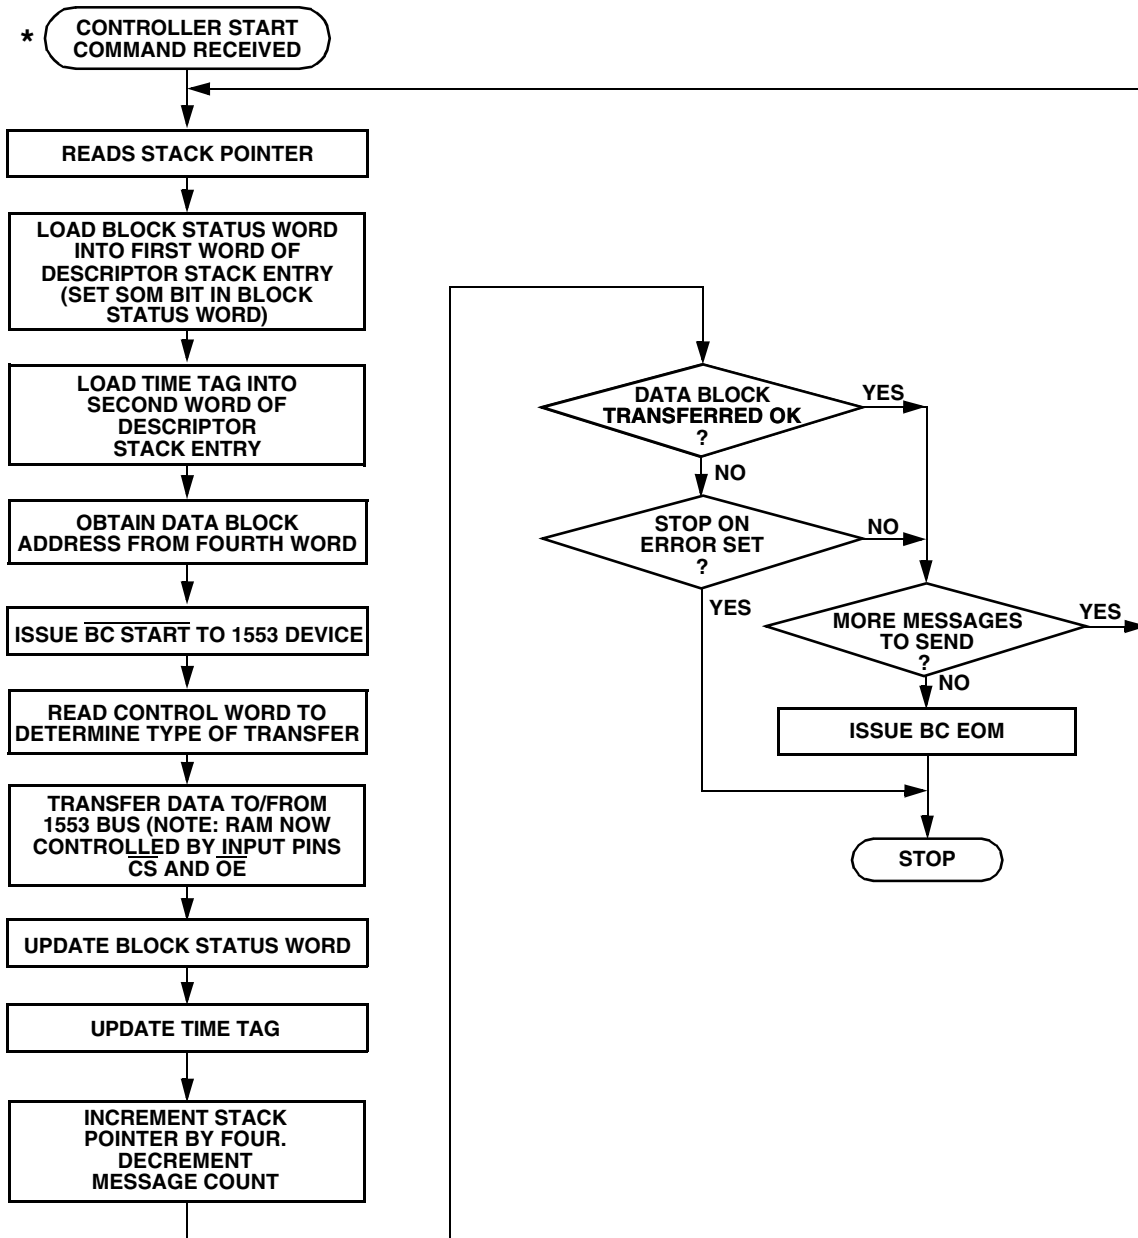 *
CONTROLLER START
COMMAND RECEIVED
READS STACK POINTER
LOAD BLOCK STATUS WORD
INTO FIRST WORD OF
DESCRIPTOR STACK ENTRY
(SET SOM BIT IN BLOCK
STATUS WORD)
LOAD TIME TAG INTO
SECOND WORD OF
DESCRIPTOR
STACK ENTRY
OBTAIN DATA BLOCK
ADDRESS FROM FOURTH WORD
ISSUE BC START TO 1553 DEVICE
READ CONTROL WORD TO
DETERMINE TYPE OF TRANSFER
TRANSFER DATA TO/FROM
1553 BUS (NOTE: RAM NOW
CONTROLLED BY INPUT PINS
CS AND OE
UPDATE BLOCK STATUS WORD
UPDATE TIME TAG
INCREMENT STACK
POINTER BY FOUR.
DECREMENT
MESSAGE COUNT
DATA BLOCK
TRANSFERRED OK
?
YES
NO
STOP ON
ERROR SET
?
NO
YES
MORE MESSAGES
TO SEND
?
YES
NO
ISSUE BC EOM
STOP